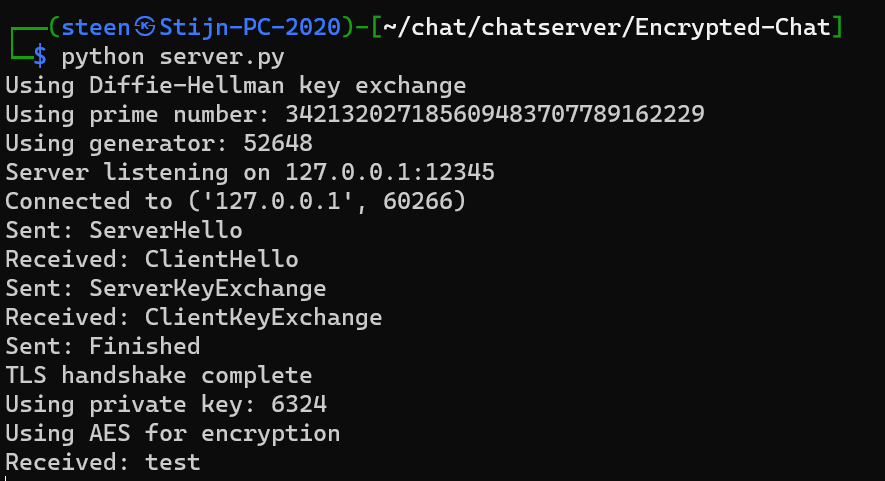 (steen㉿Stijn-PC-2020)-[~/chat/chatserver/Encrypted-Chat]
$ python server.py
Using Diffie-Hellman key exchange
Using prime number: 342132027185609483707789162229
Using generator: 52648
Server listening on 127.0.0.1:12345
Connected to ('127.0.0.1', 60266)
Sent: ServerHello
Received: ClientHello
Sent: ServerKeyExchange
Received: ClientKeyExchange
Sent: Finished
TLS handshake complete
Using private key: 6324
Using AES for encryption
Received: test